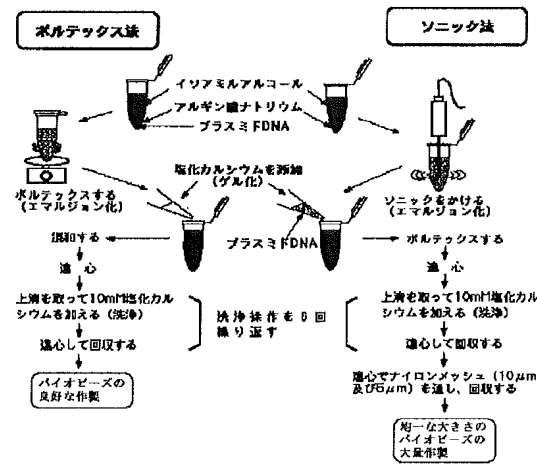 ボルテックス法
ソニック法
イソアミルアルコール
アルギン酸ナトリウム
プラスミドDNA
塩化カルシウムを添加
(ゲル化)
ボルテックスする
(エマルジョン化)
ソニックをかける
(エマルジョン化)
プラスミドDNA
混和する
ボルテックスする
遠心
遠心
上清を取って10mM塩化カル
シウムを加える(洗浄)
洗浄操作を
繰り返す
上清を取って10mM塩化カル
シウムを加える(洗浄)
遠心して回収する
遠心して回収する
遠心でナイロンメッシュ(10μm
及び5μm)を通し、回収する
バイオビーズの
良好な作製
均一な大きさの
バイオビーズの
大量作製